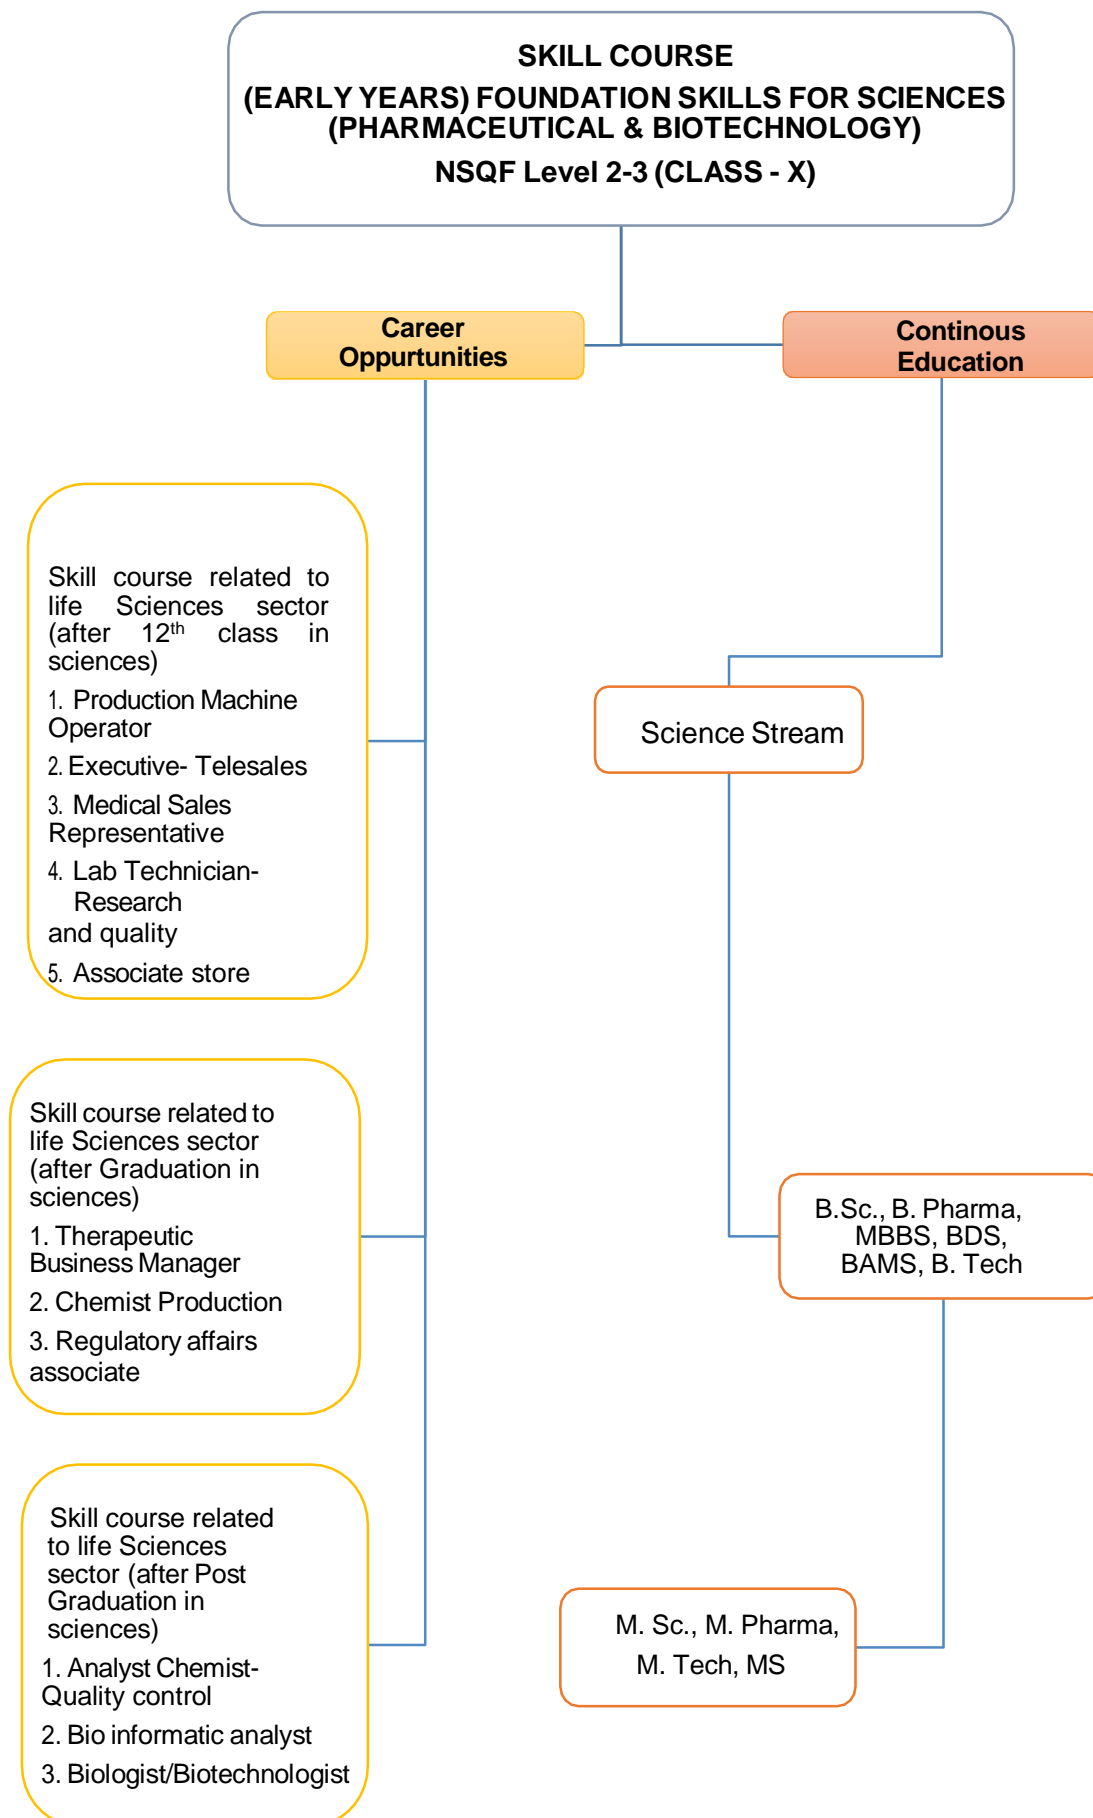 SKILL COURSE
(EARLY YEARS) FOUNDATION SKILLS FOR SCIENCES
(PHARMACEUTICAL & BIOTECHNOLOGY)
NSQF Level 2-3 (CLASS - X)
Career
Oppurtunities
Continous
Education
Skill course related to
life Sciences sector
(after 12th class in
sciences)
1. Production Machine
Operator
2. Executive- Telesales
3. Medical Sales
Representative
4. Lab Technician-
Research
and quality
5. Associate store
Science Stream
Skill course related to
life Sciences sector
(after Graduation in
sciences)
1. Therapeutic
Business Manager
2. Chemist Production
3. Regulatory affairs
associate
B.Sc., B. Pharma,
MBBS, BDS,
BAMS, B. Tech
Skill course related
to life Sciences
sector (after Post
Graduation in
sciences)
1. Analyst Chemist-
Quality control
2. Bio informatic analyst
3. Biologist/Biotechnologist
M. Sc., M. Pharma,
M. Tech, MS